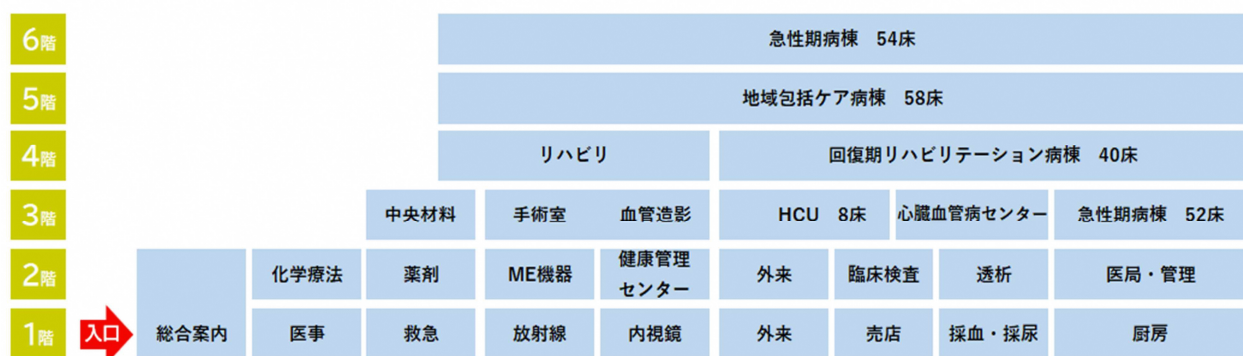 6階
急性期病棟 54床
5階
地域包括ケア病棟 58床
4階
リハビリ
回復期リハビリテーション病棟 40床
3階
中央材料
手術室 血管造影
HCU 8床
心臓血管病センター
急性期病棟 52床
2階
化学療法
薬剤
ME機器
健康管理
センター
外来
臨床検査
透析
医局・管理
1階
入口
総合案内
医事
救急
放射線
内視鏡
外来
売店
採血・採尿
厨房